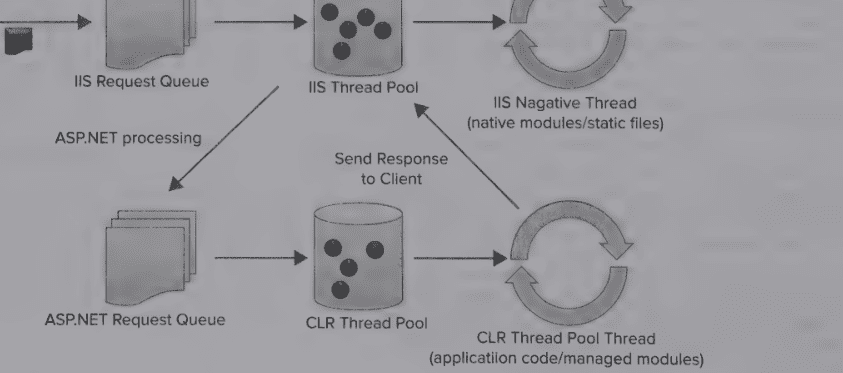 IIS Request Queue
IIS Thread Pool
IIS Nagative Thread
(native modules/static files)
ASP.NET processing
Send Response
to Client
ASP.NET Request Queue
CLR Thread Pool
CLR Thread Pool Thread
(applicatiion code/managed modules)